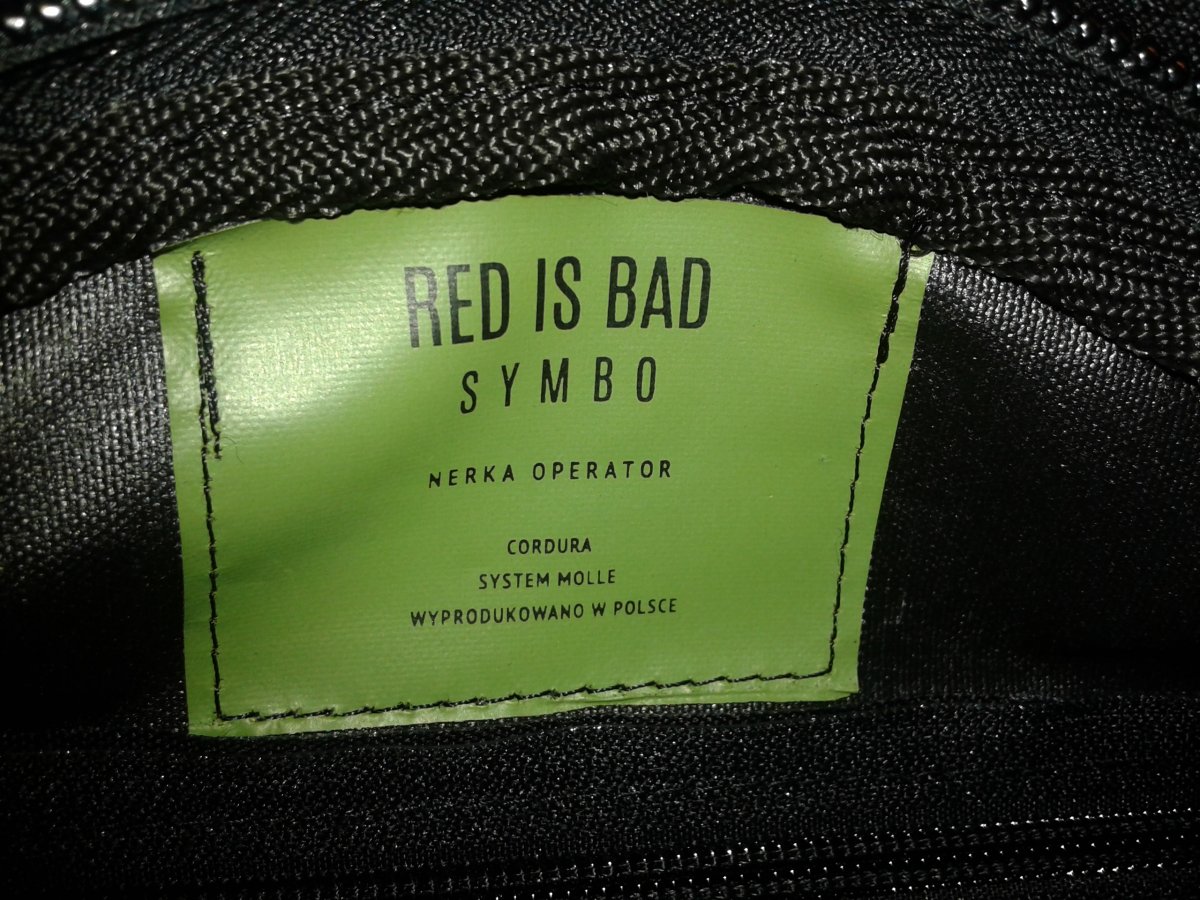 RED IS BAD
SYMBO
NERKA OPERATOR
CORDURA
SYSTEM MOLLE
WYPRODUKOWANO W POLSCE